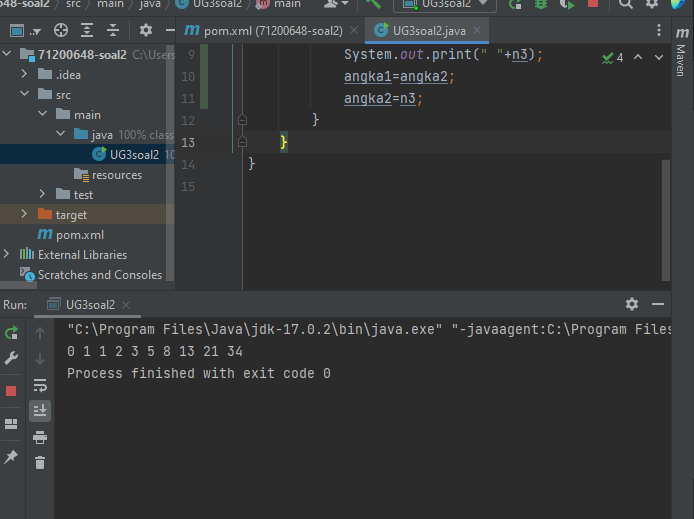 48-soal2 src main java UG3soal2 main UG3soal2
pom.xml (71200648-soal2) UG3soal2.java
71200648-soal2 C:\Users
.idea
src
main
java 100% class
UG3soal2 10
resources
test
target
pom.xml
External Libraries
Scratches and Consoles
9 System.out.print(" "+n3);
4
10 angka1=angka2;
11 angka2=n3;
12 }
13 }
14 }
15
Maven
Run: UG3soal2
"C:\Program Files\Java\jdk-17.0.2\bin\java.exe" "-javaagent:C:\Program Files
0 1 1 2 3 5 8 13 21 34
Process finished with exit code 0